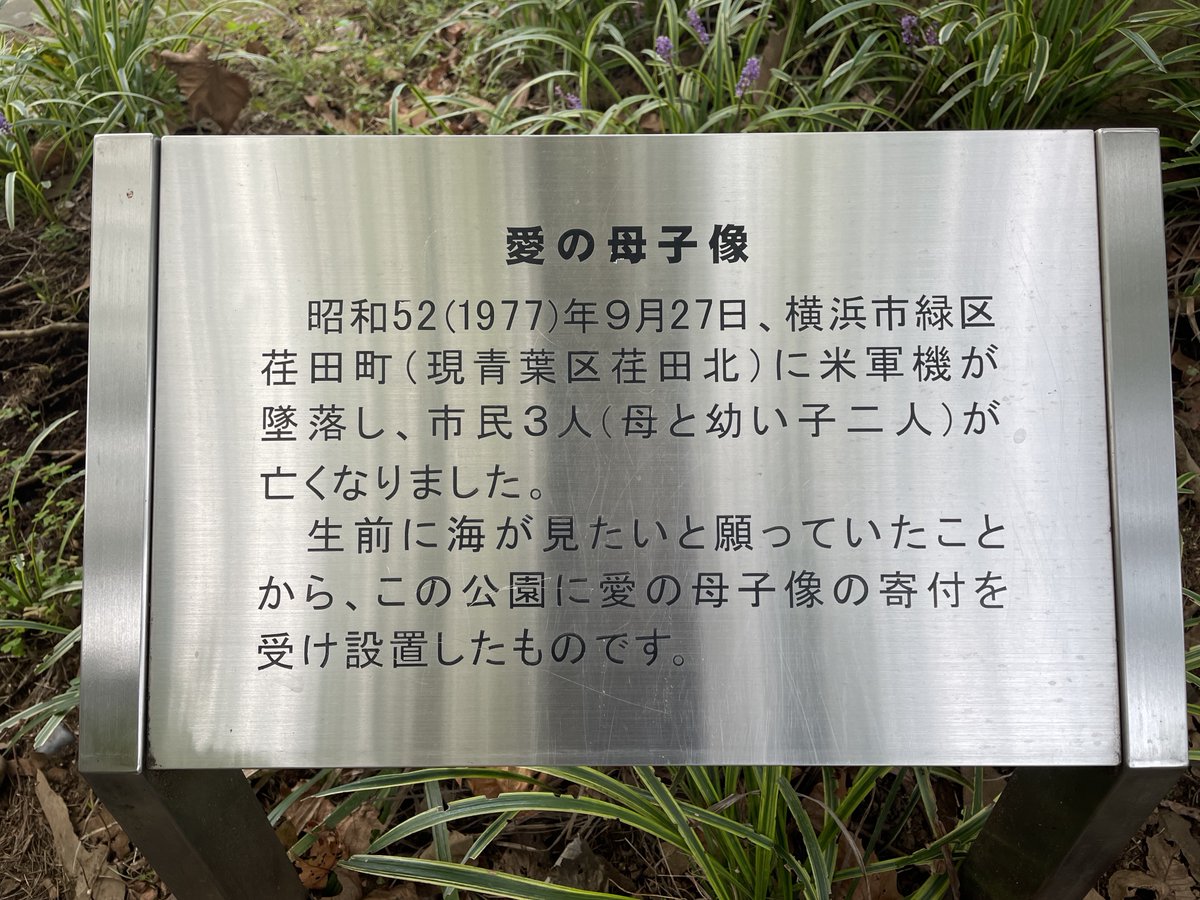 愛の母子像
昭和52(1977)年9月27日、横浜市緑区
荏田町(現青葉区荏田北)に米軍機が
墜落し、市民3人(母と幼い子二人)が
亡くなりました。
生前に海が見たいと願っていたこと
から、この公園に愛の母子像の寄付を
受け設置したものです。